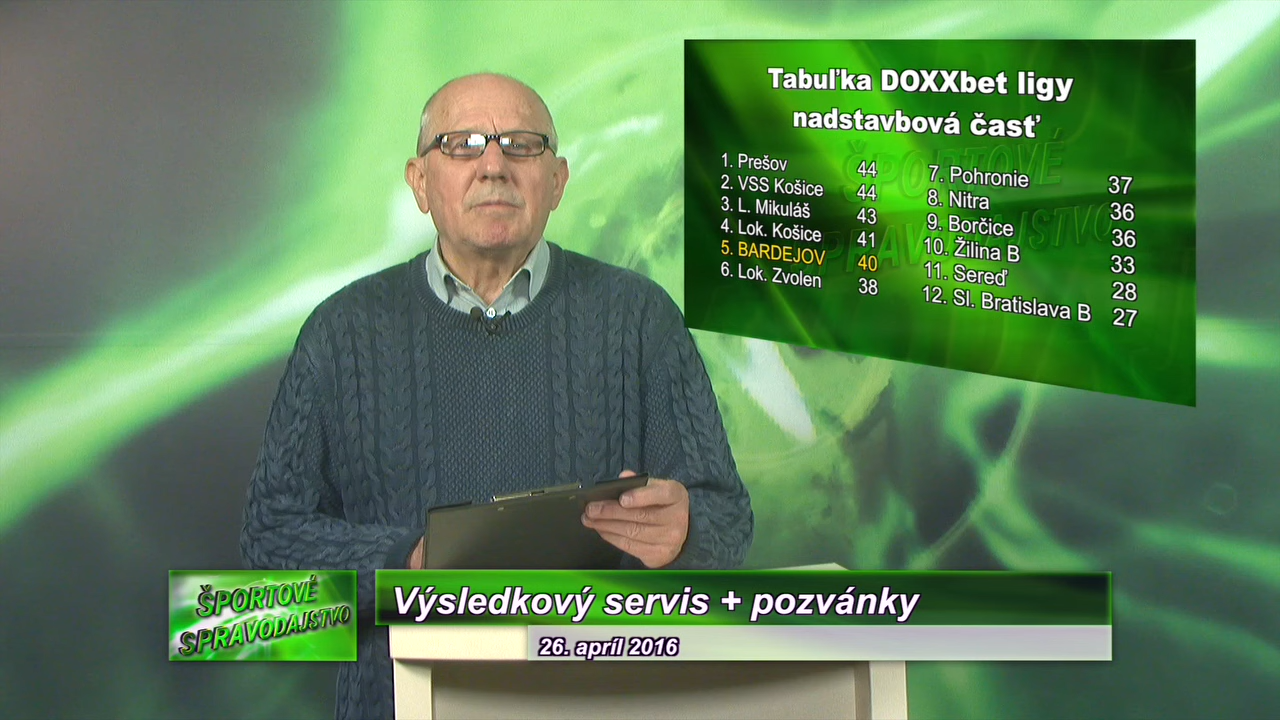 Tabuľka DOXXbet ligy
nadstavbová časť
1. Prešov 44
2. VSS Košice 44
3. L. Mikuláš 43
4. Lok. Košice 41
5. BARDEJOV 40
6. Lok. Zvolen 38
7. Pohronie 37
8. Nitra 36
9. Borčice 36
10. Žilina B 33
11. Sereď 28
12. Sl. Bratislava B 27
ŠPORTOVÉ
SPRAVODAJSTVO
ŠPORTOVÉ
SPRAVODAJSTVO
Výsledkový servis + pozvánky
26. apríl 2016